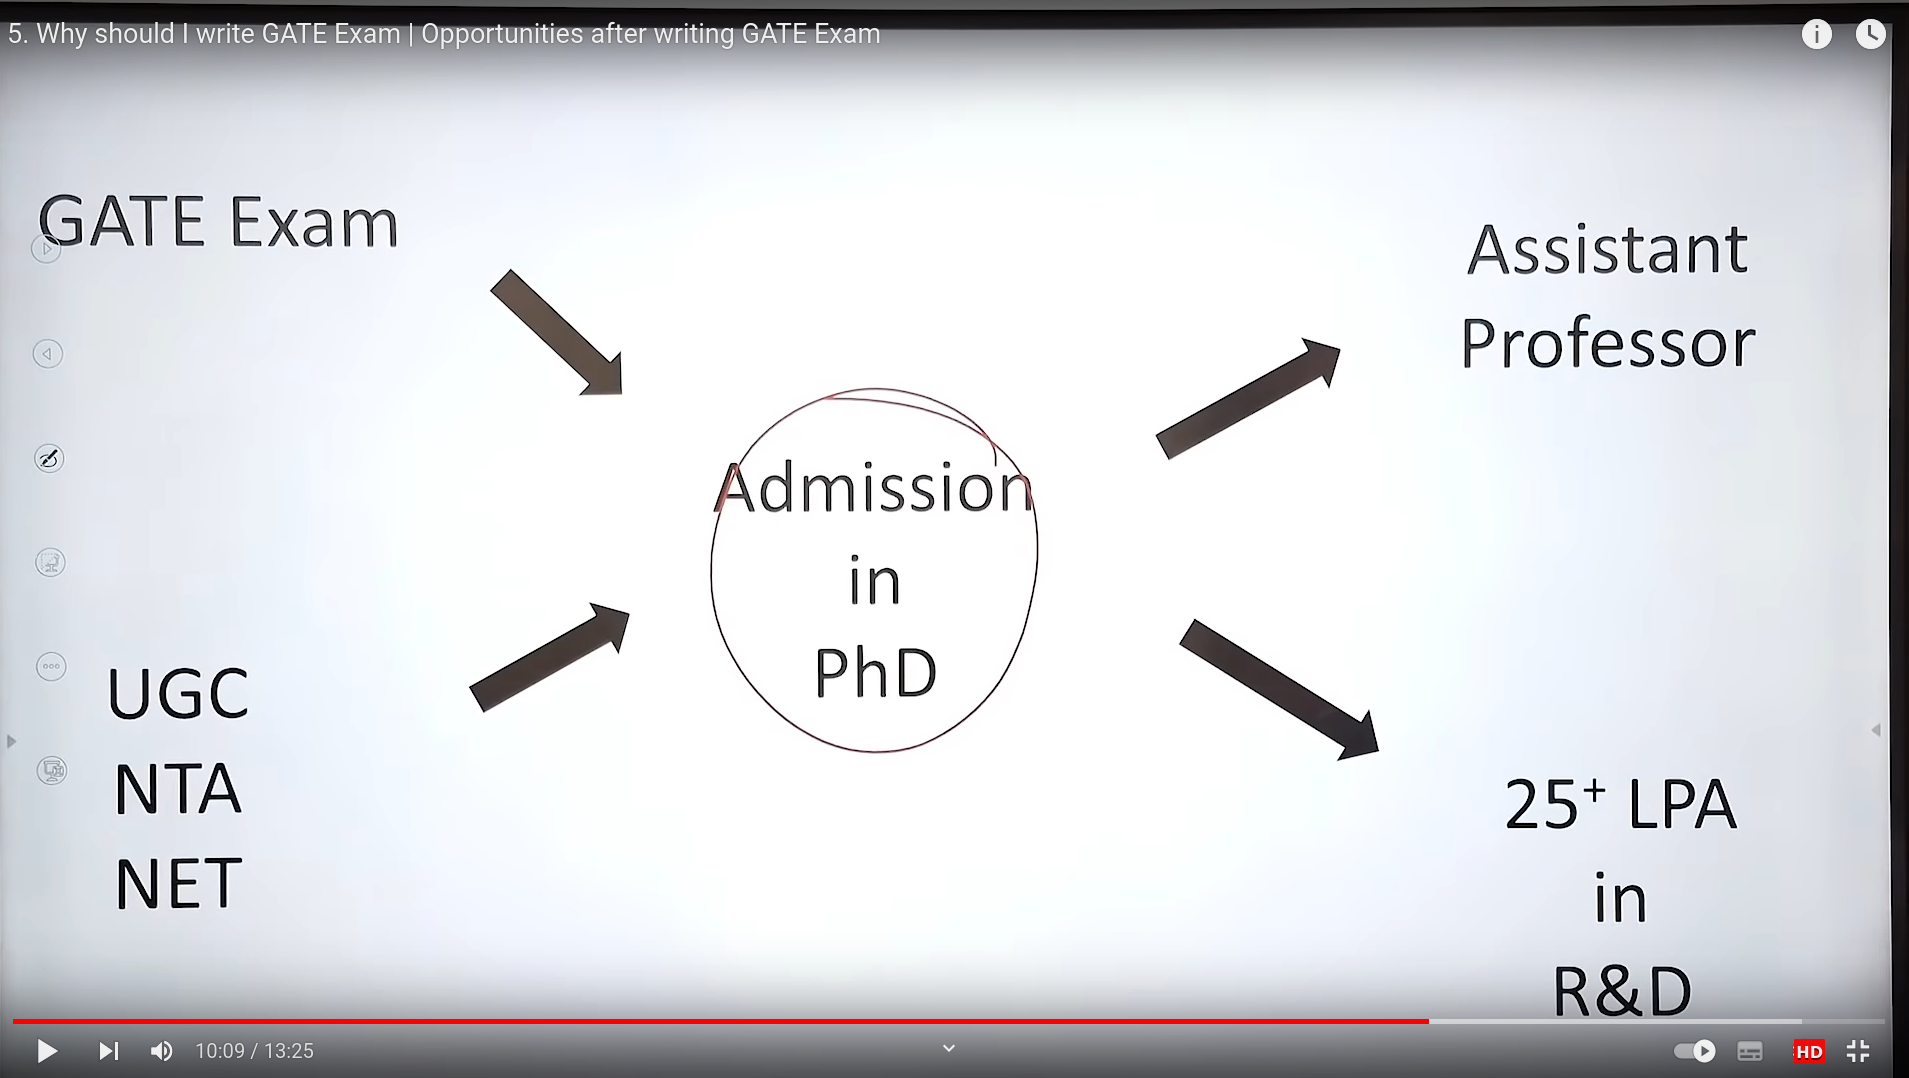 5. Why should I write GATE Exam | Opportunities after writing GATE Exam
GATE Exam
UGC
NTA
NET
Admission
in
PhD
Assistant
Professor
25+ LPA
in
R&D
10:09 / 13:25
HD